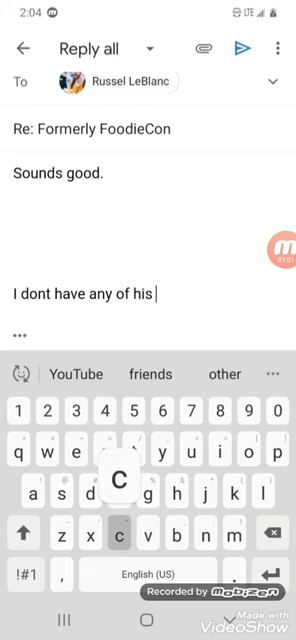 2:04 LTE
Reply all
To Russel LeBlanc
Re: Formerly FoodieCon
Sounds good.
01:01
I dont have any of his
YouTube friends other
1 2 3 4 5 6 7 8 9 0
q w e y u i o p
C
a s d g h j k l
z x c v b n m
!#1 , English (US) .
Recorded by mobizen
Made With
VideoShow